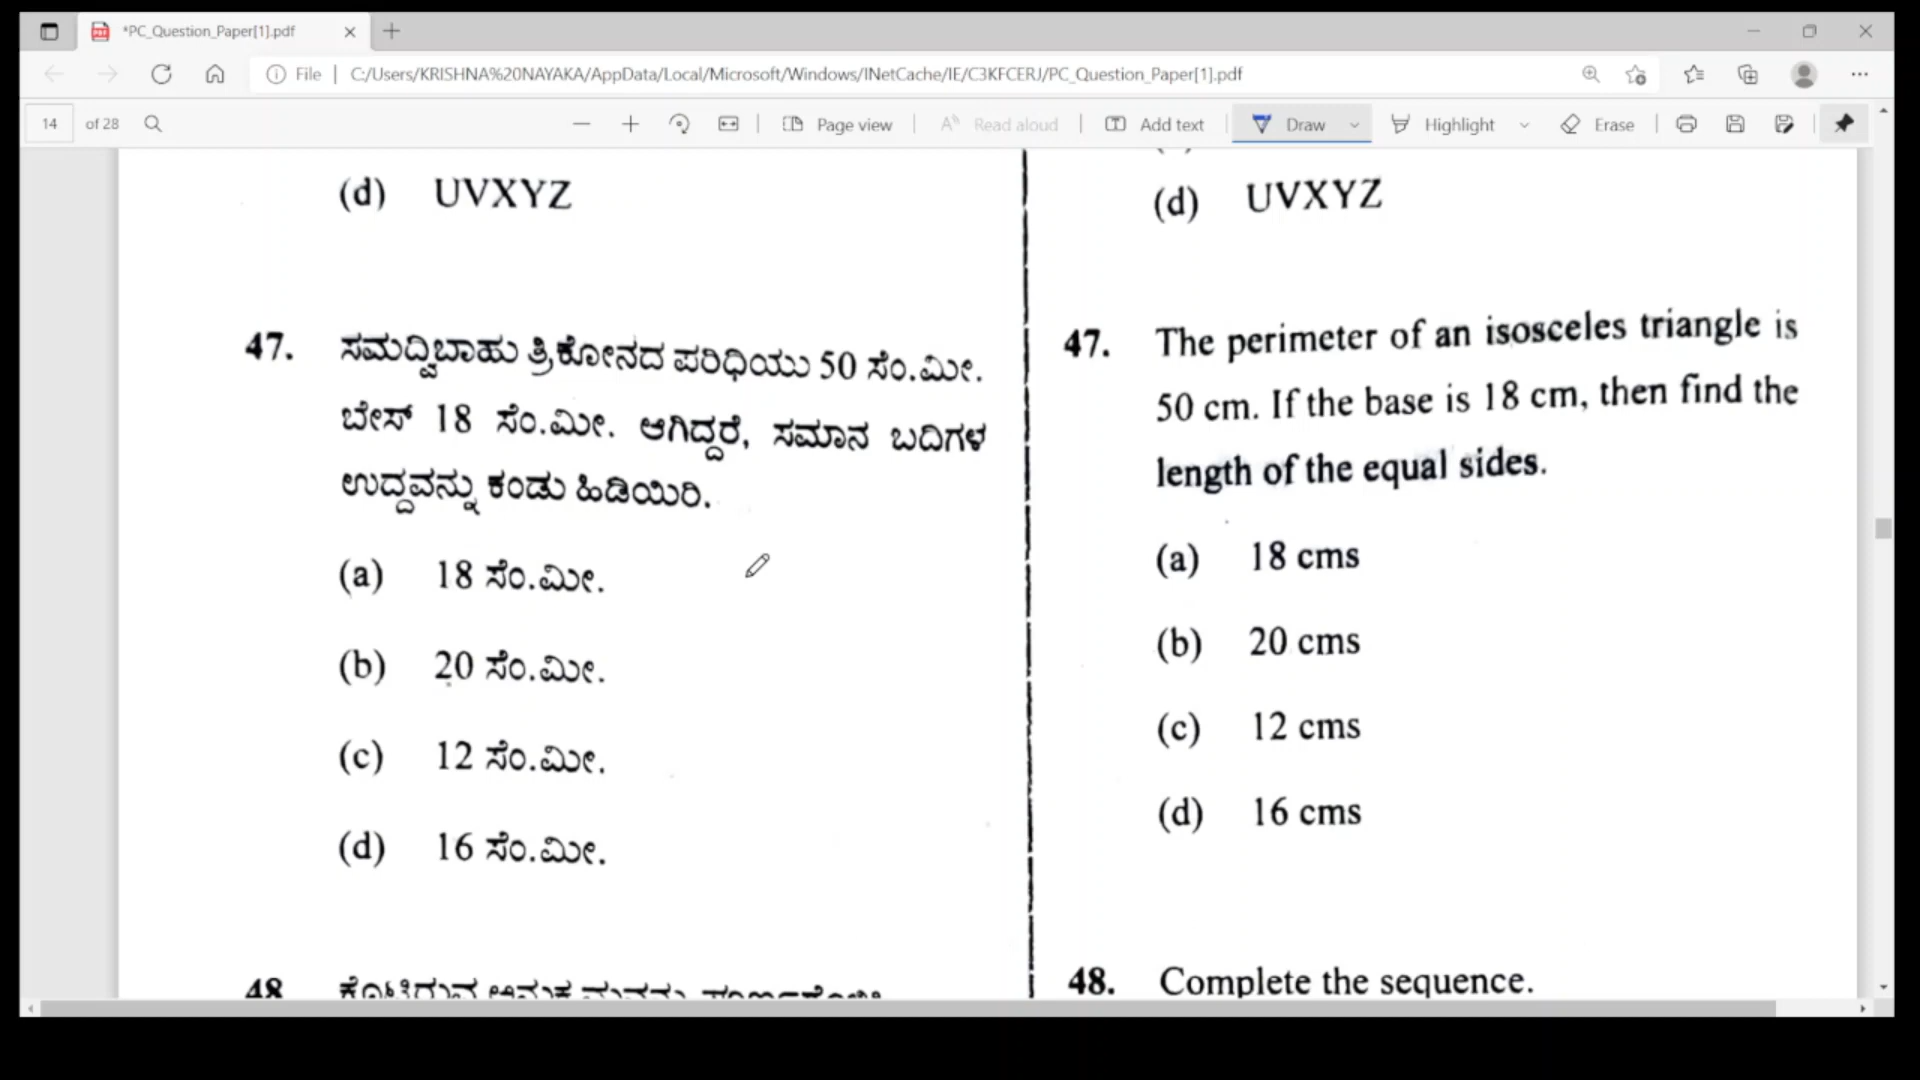 *PC_Question_Paper[1].pdf
File
C:/Users/KRISHNA%20NAYAKA/AppData/Local/Microsoft/Windows/INetCache/IE/C3KFCERJ/PC_Question_Paper[1].pdf
14 of 28
Page view
Read aloud
Add text
Draw
Highlight
Erase
(d) UVXYZ
47. ಸಮದ್ವಿಬಾಹು ತ್ರಿಕೋನದ ಪರಿಧಿಯು 50 ಸೆಂ.ಮೀ.
ಬೇಸ್ 18 ಸೆಂ.ಮೀ. ಆಗಿದ್ದರೆ, ಸಮಾನ ಬದಿಗಳ
ಉದ್ದವನ್ನು ಕಂಡು ಹಿಡಿಯಿರಿ.
(a) 18 ಸೆಂ.ಮೀ.
(b) 20 ಸೆಂ.ಮೀ.
(c) 12 ಸೆಂ.ಮೀ.
(d) 16 ಸೆಂ.ಮೀ.
48
(d) UVXYZ
47. The perimeter of an isosceles triangle is
50 cm. If the base is 18 cm, then find the
length of the equal sides.
(a) 18 cms
(b) 20 cms
(c) 12 cms
(d) 16 cms
48. Complete the sequence.